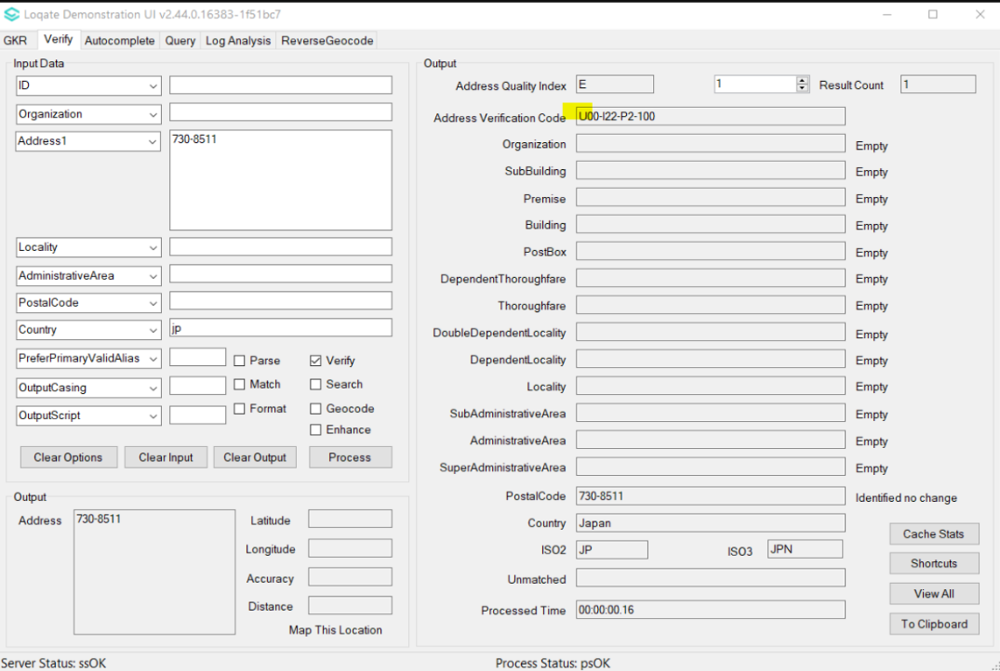 Loqate Demonstration UI v2.44.0.16383-1f51bc7
GKR Verify Autocomplete Query Log Analysis ReverseGeocode
Input Data
ID
Organization
Address1 730-8511
Locality
AdministrativeArea
PostalCode
Country jp
PreferPrimaryValidAlias Parse Verify
OutputCasing Match Search
OutputScript Format Geocode
Enhance
Clear Options Clear Input Clear Output Process
Output
Address 730-8511
Latitude
Longitude
Accuracy
Distance
Map This Location
Output
Address Quality Index E 1 Result Count 1
Address Verification Code U00-I22-P2-100
Organization Empty
SubBuilding Empty
Premise Empty
Building Empty
PostBox Empty
DependentThoroughfare Empty
Thoroughfare Empty
DoubleDependentLocality Empty
DependentLocality Empty
Locality Empty
SubAdministrativeArea Empty
AdministrativeArea Empty
SuperAdministrativeArea Empty
PostalCode 730-8511 Identified no change
Country Japan
ISO2 JP ISO3 JPN
Unmatched
Processed Time 00:00:00.16
Cache Stats
Shortcuts
View All
To Clipboard
Server Status: ssOK Process Status: psOK